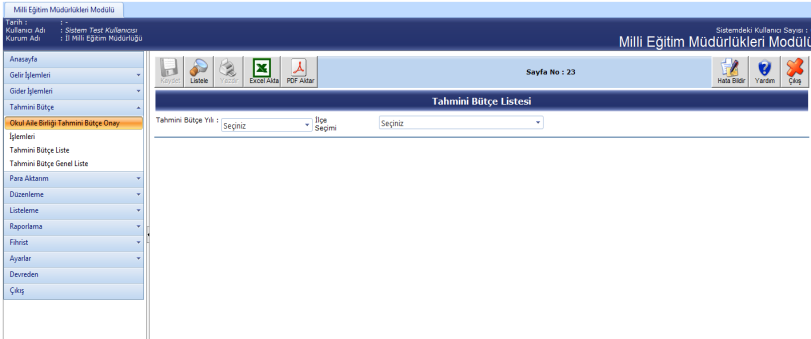 Milli Eğitim Müdürlükleri Modülü
Tarih : : -
Kullanıcı Adı : Sistem Test Kullanıcısı
Kurum Adı : İl Milli Eğitim Müdürlüğü
Sistemdeki Kullanıcı Sayısı :
Milli Eğitim Müdürlükleri Modülü
Anasayfa
Gelir İşlemleri
Gider İşlemleri
Tahmini Bütçe
Okul Aile Birliği Tahmini Bütçe Onay
İşlemleri
Tahmini Bütçe Liste
Tahmini Bütçe Genel Liste
Para Aktarım
Düzenleme
Listeleme
Raporlama
Fihrist
Ayarlar
Devreden
Çıkış
Kaydet Listele Yazdır Excel Akta PDF Aktar
Sayfa No : 23
Hata Bildir Yardım Çıkış
Tahmini Bütçe Listesi
Tahmini Bütçe Yılı : Seçiniz İlçe Seçimi Seçiniz